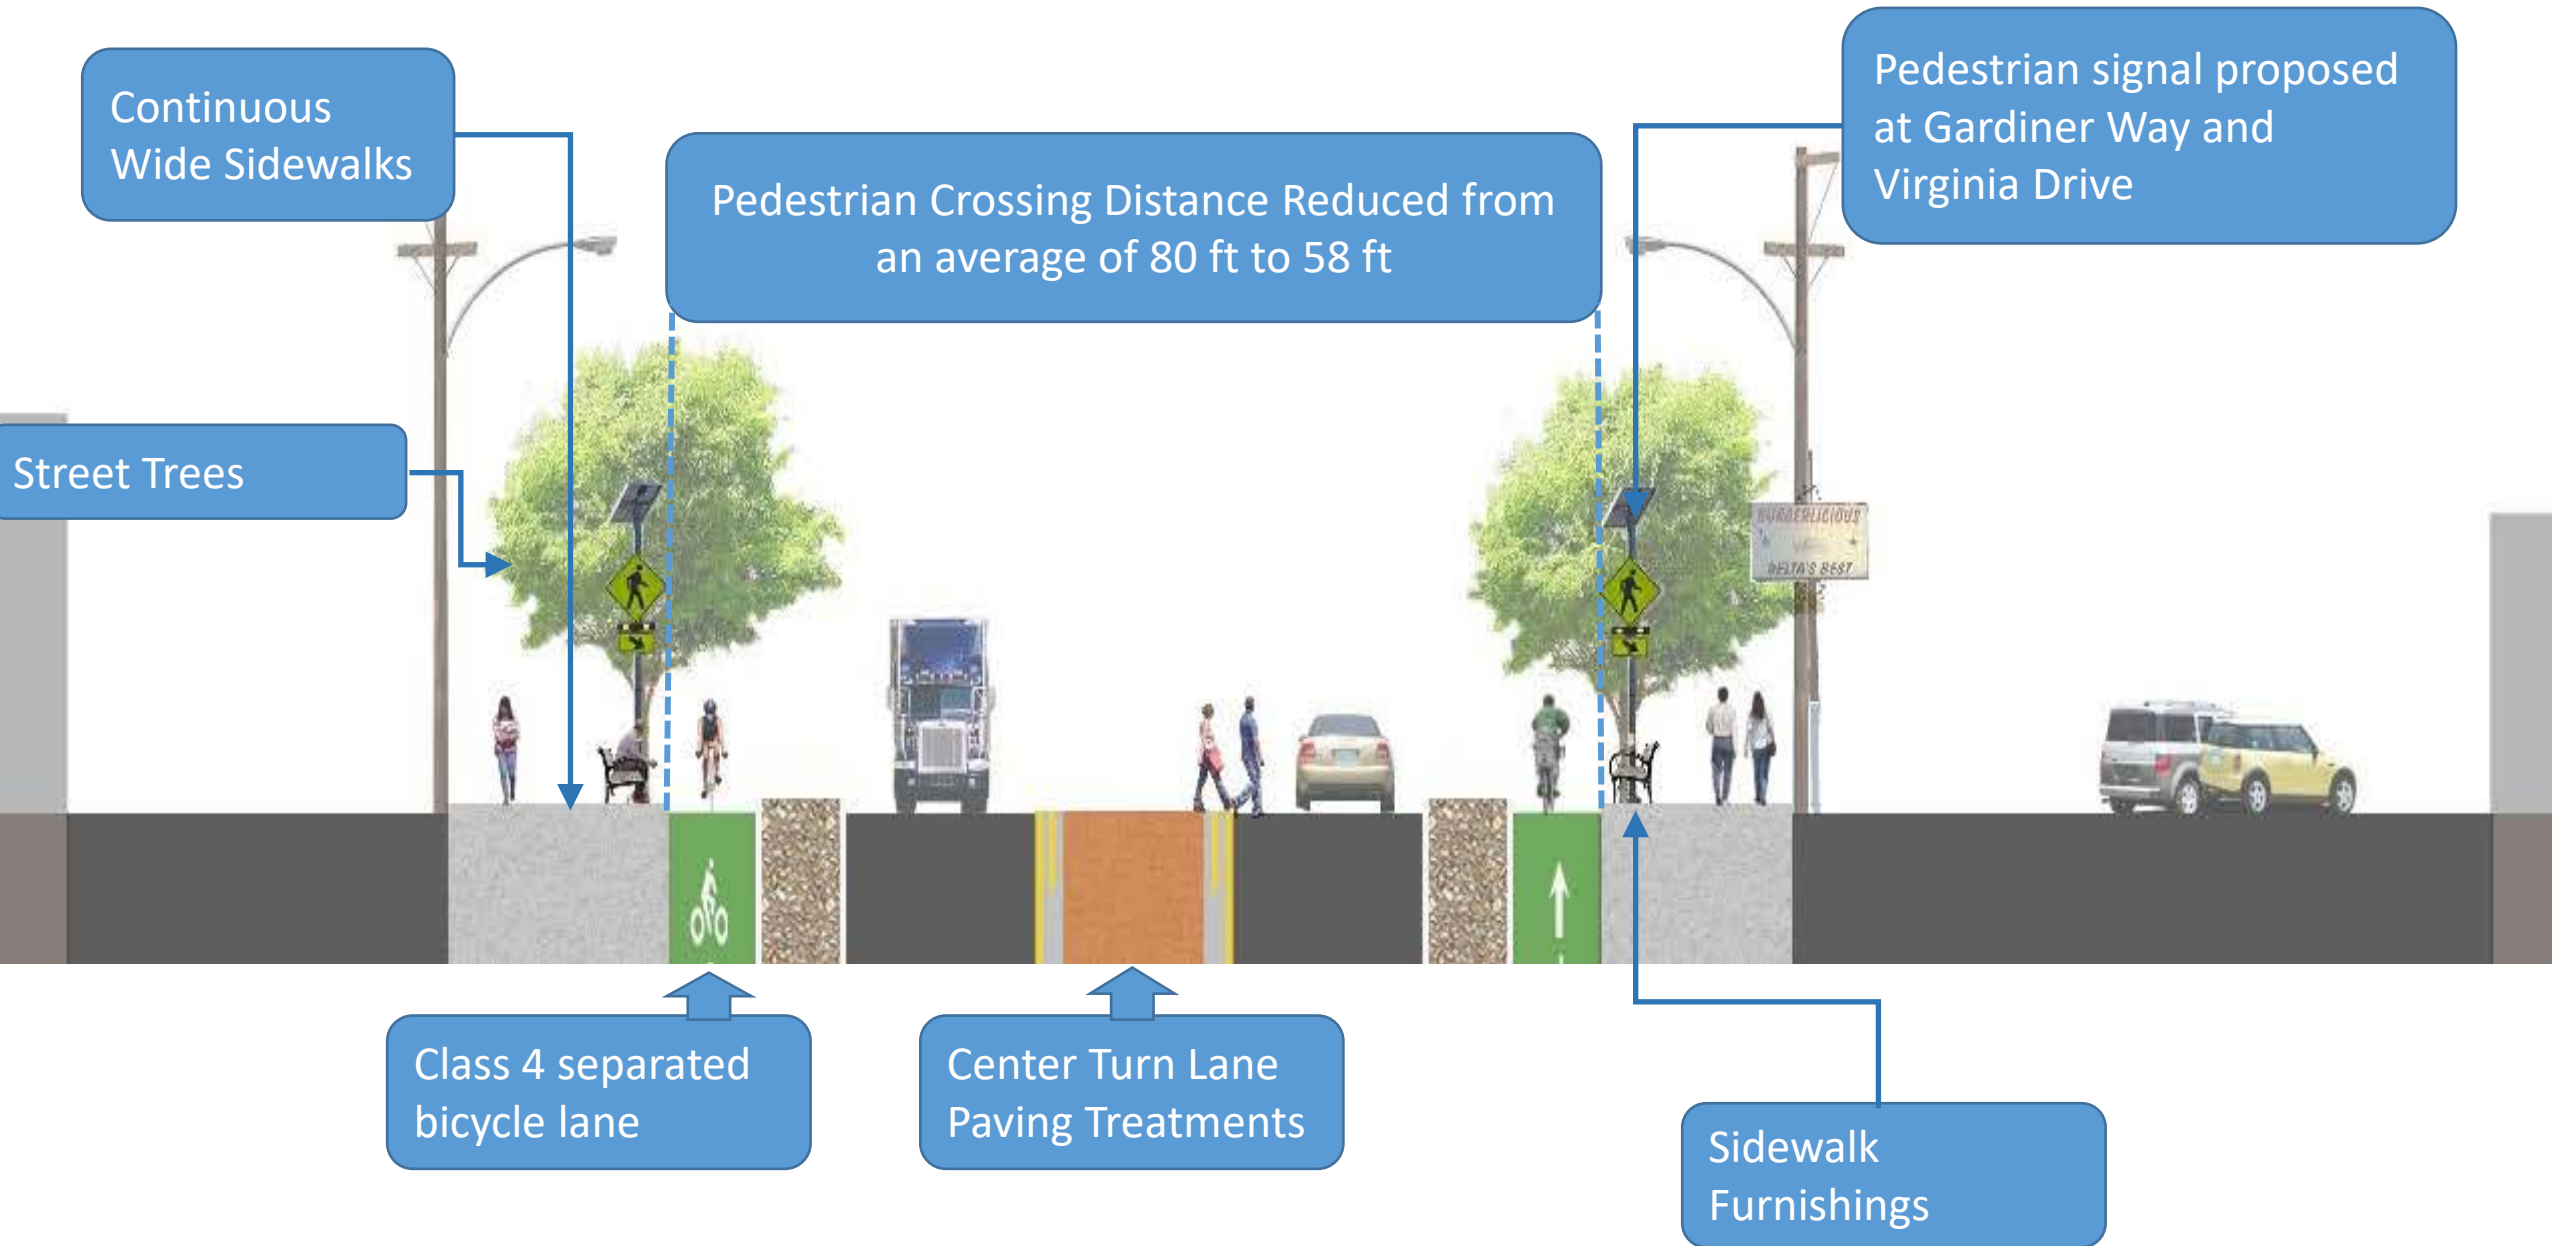 Continuous
Wide Sidewalks
Pedestrian Crossing Distance Reduced from
an average of 80 ft to 58 ft
Pedestrian signal proposed
at Gardiner Way and
Virginia Drive
Street Trees
BURGERLICIOUS
DELTA'S BEST
Class 4 separated
bicycle lane
Center Turn Lane
Paving Treatments
Sidewalk
Furnishings